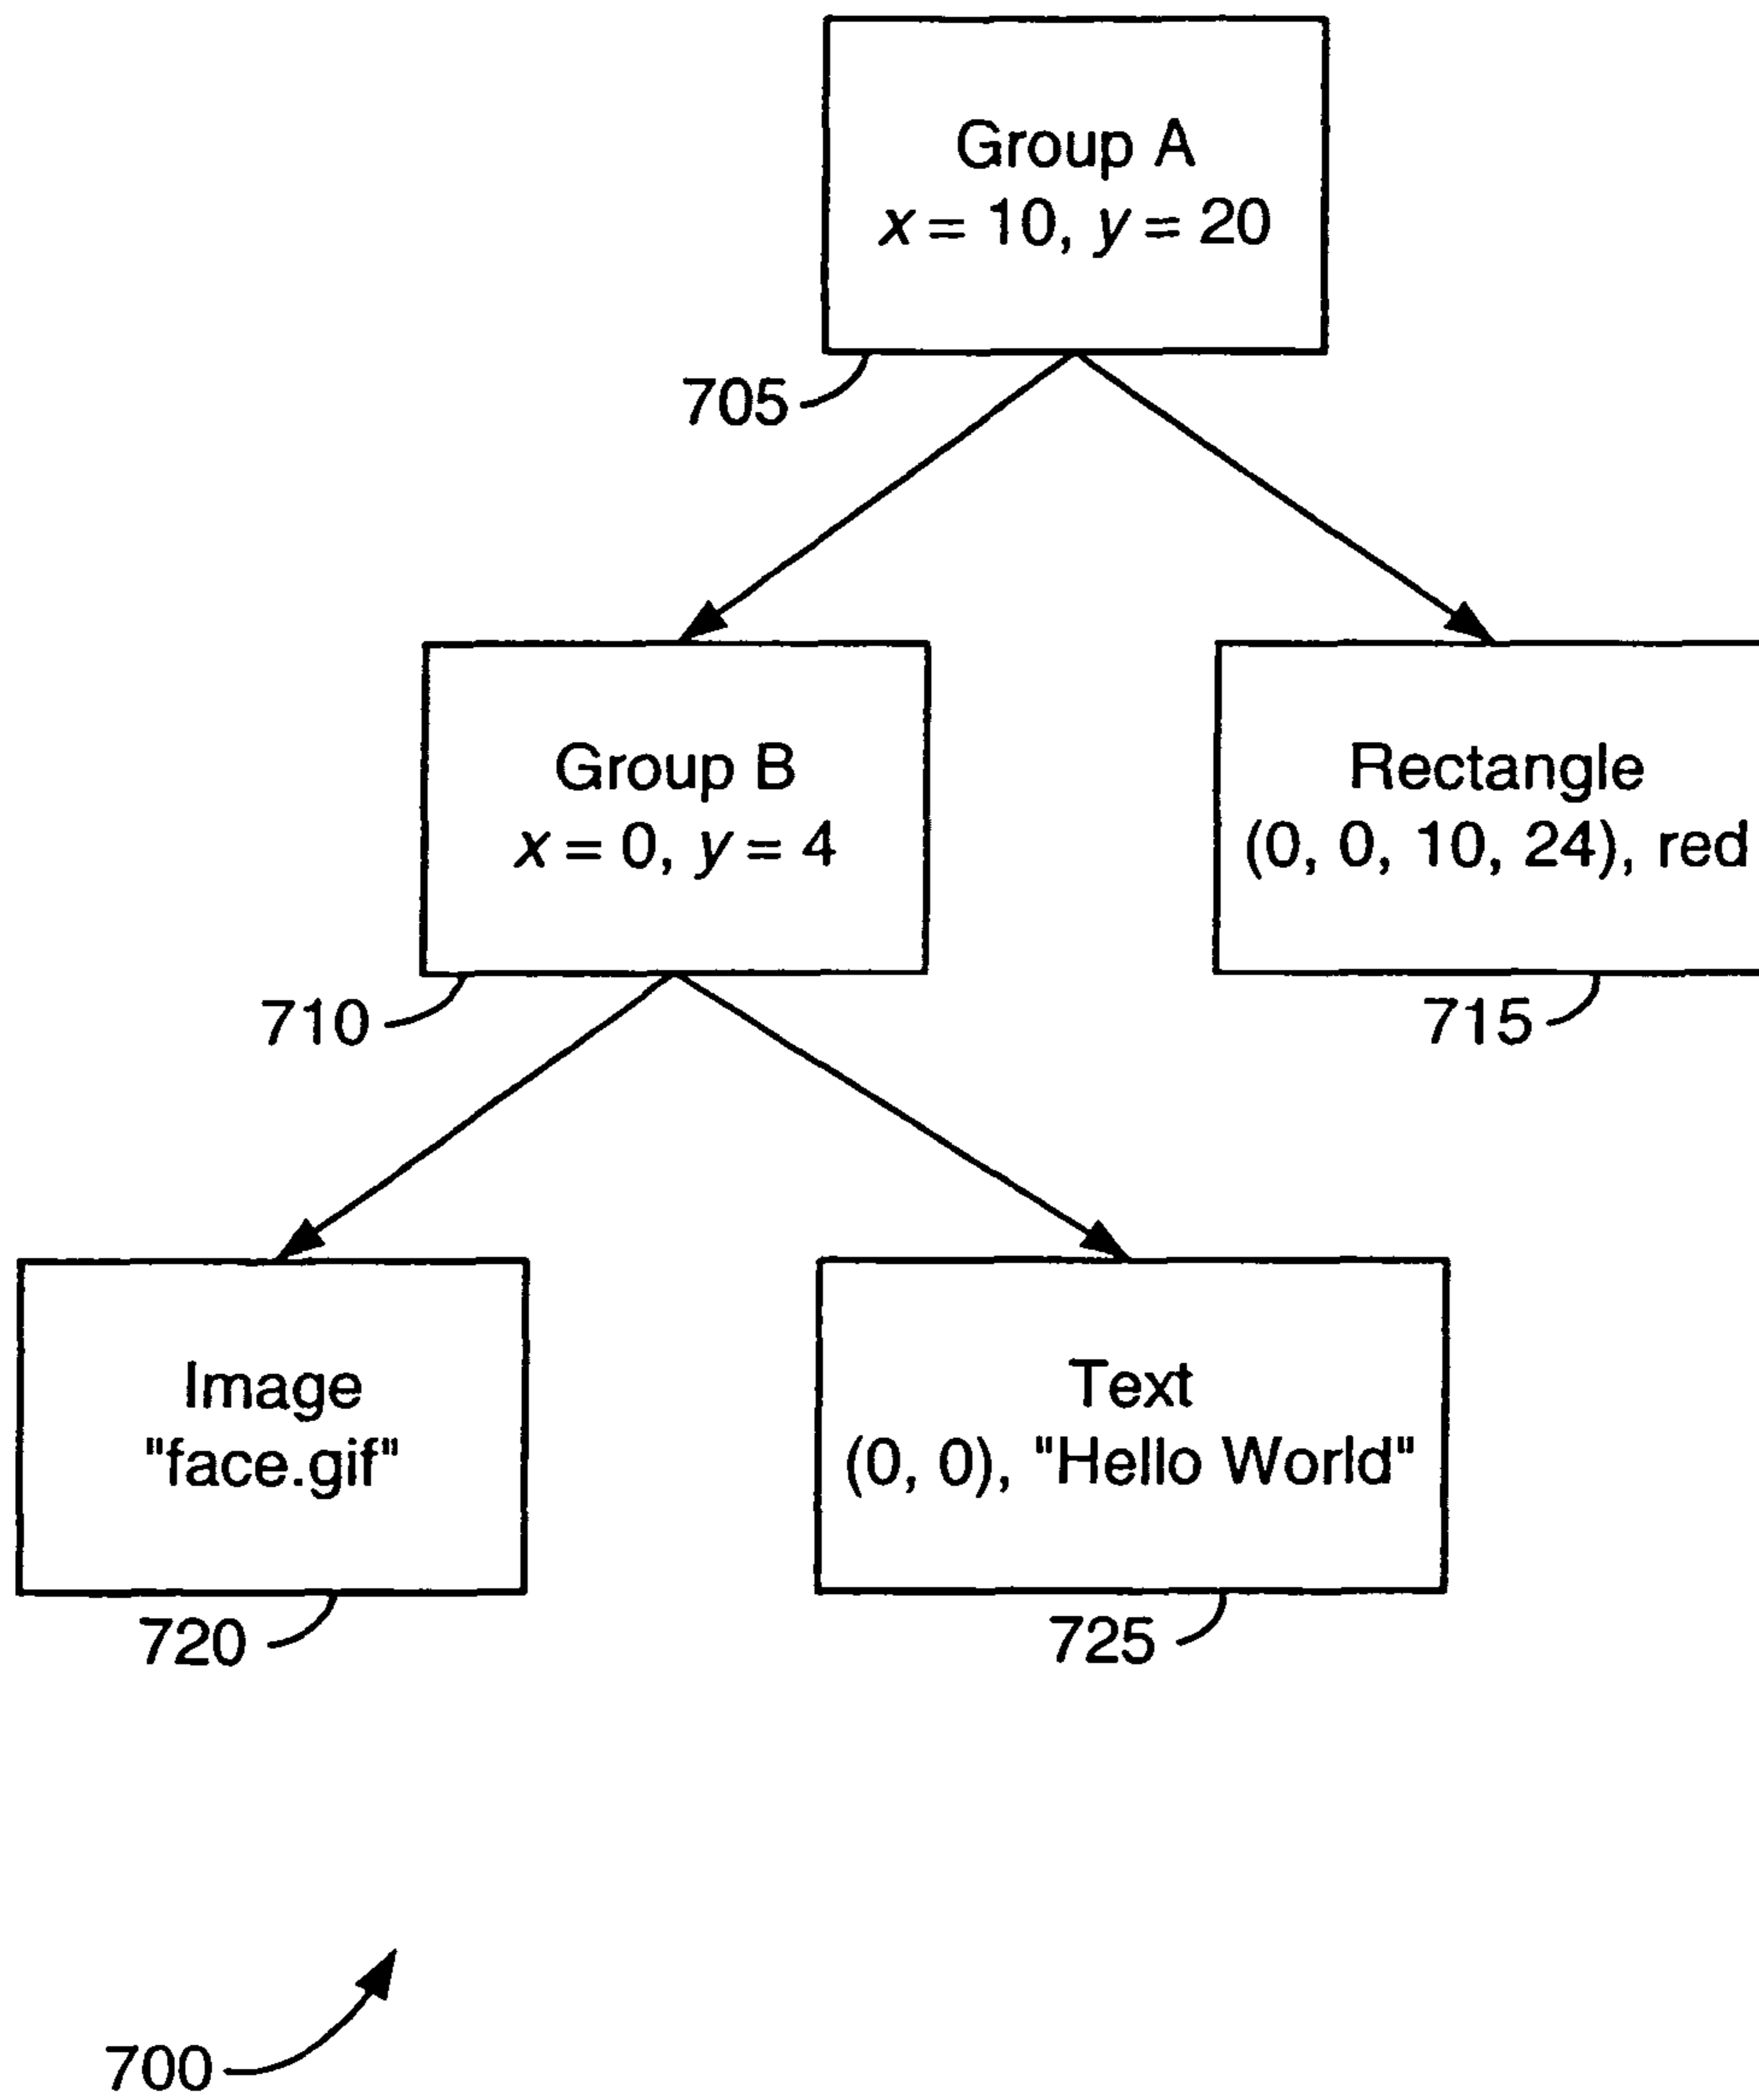 Group A
x = 10, y = 20
705
Group B
x = 0, y = 4
Rectangle
(0, 0, 10, 24), red
710
715
Image
"face.gif"
Text
(0, 0), "Hello World"
720
725
700